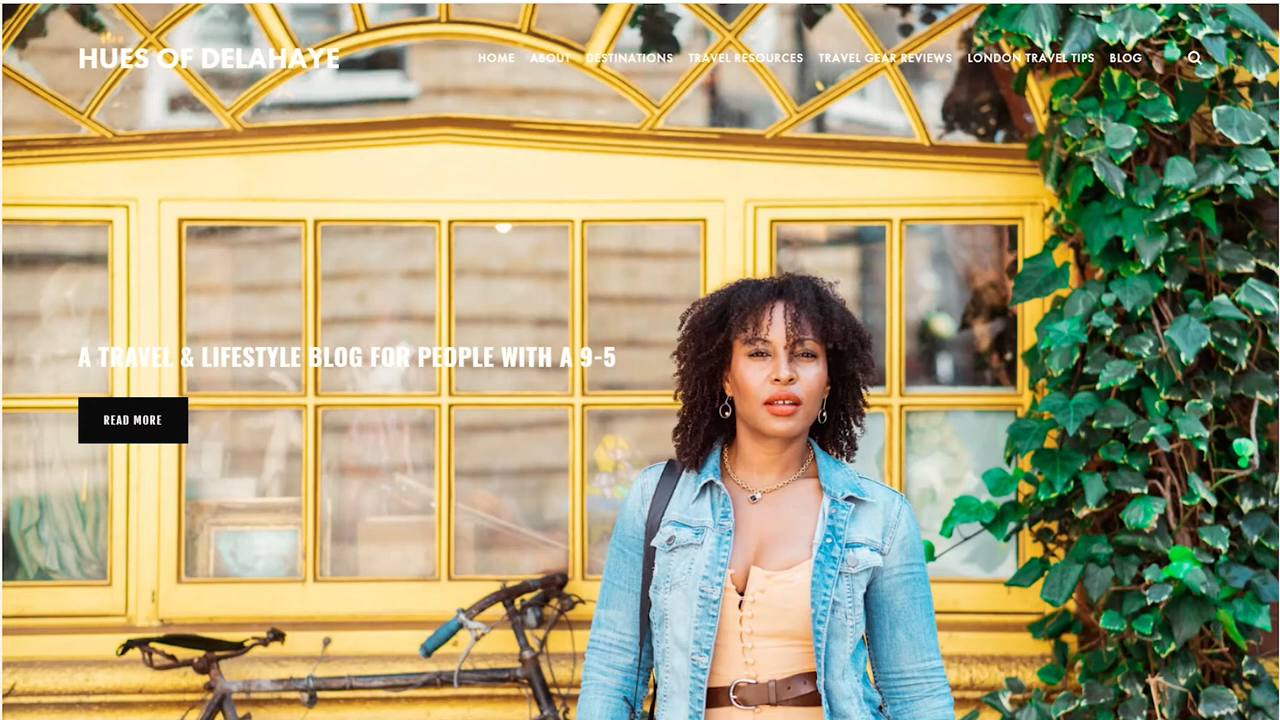 HUES OF DELAHAYE
HOME ABOUT DESTINATIONS TRAVEL RESOURCES TRAVEL GEAR REVIEWS LONDON TRAVEL TIPS BLOG
A TRAVEL & LIFESTYLE BLOG FOR PEOPLE WITH A 9-5
READ MORE